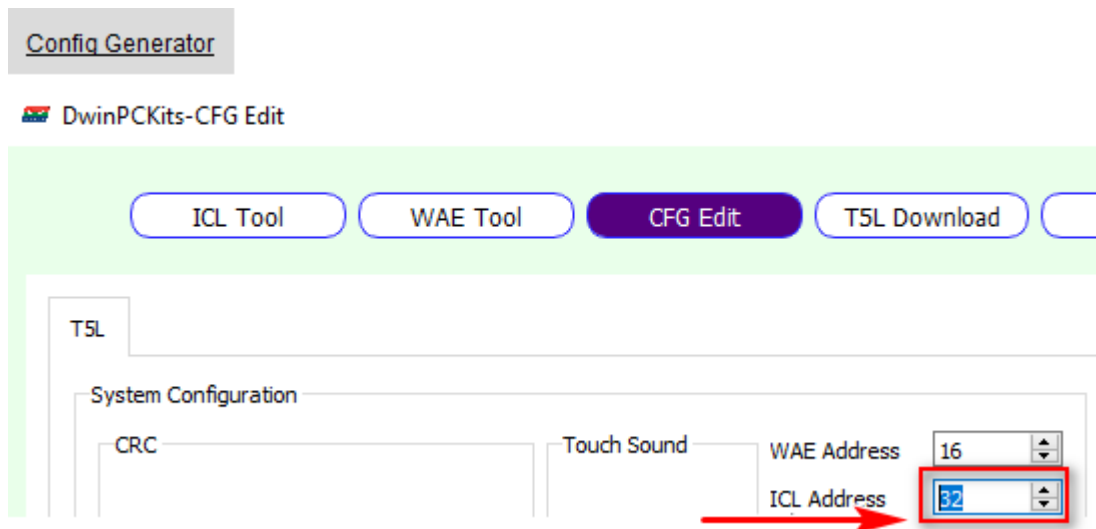 Config Generator
DwinPCKits-CFG Edit
ICL Tool WAE Tool CFG Edit T5L Download
T5L
System Configuration
CRC Touch Sound WAE Address 16
ICL Address 32